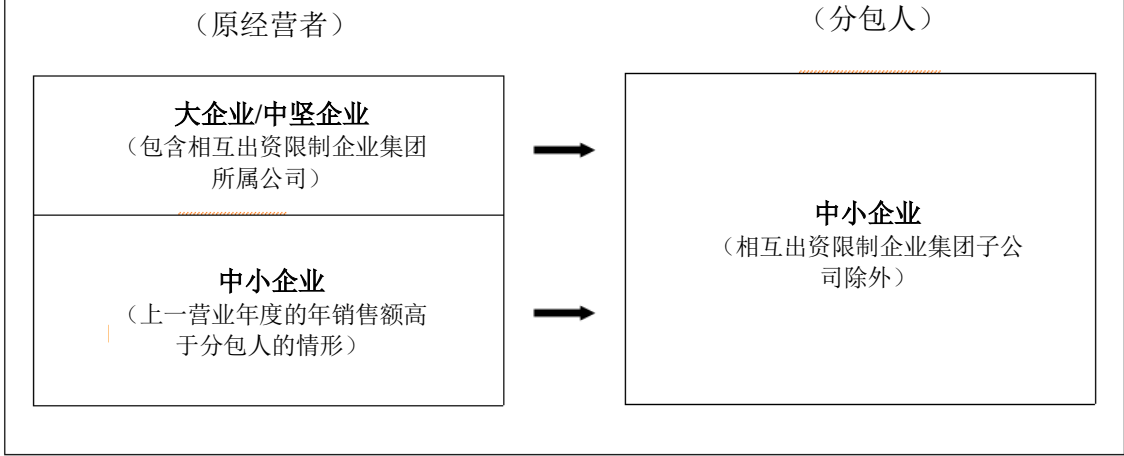 （原经营者）
（分包人）
大企业/中坚企业
（包含相互出资限制企业集团
所属公司）
中小企业
（上一营业年度的年销售额高
于分包人的情形）
中小企业
（相互出资限制企业集团子公
司除外）